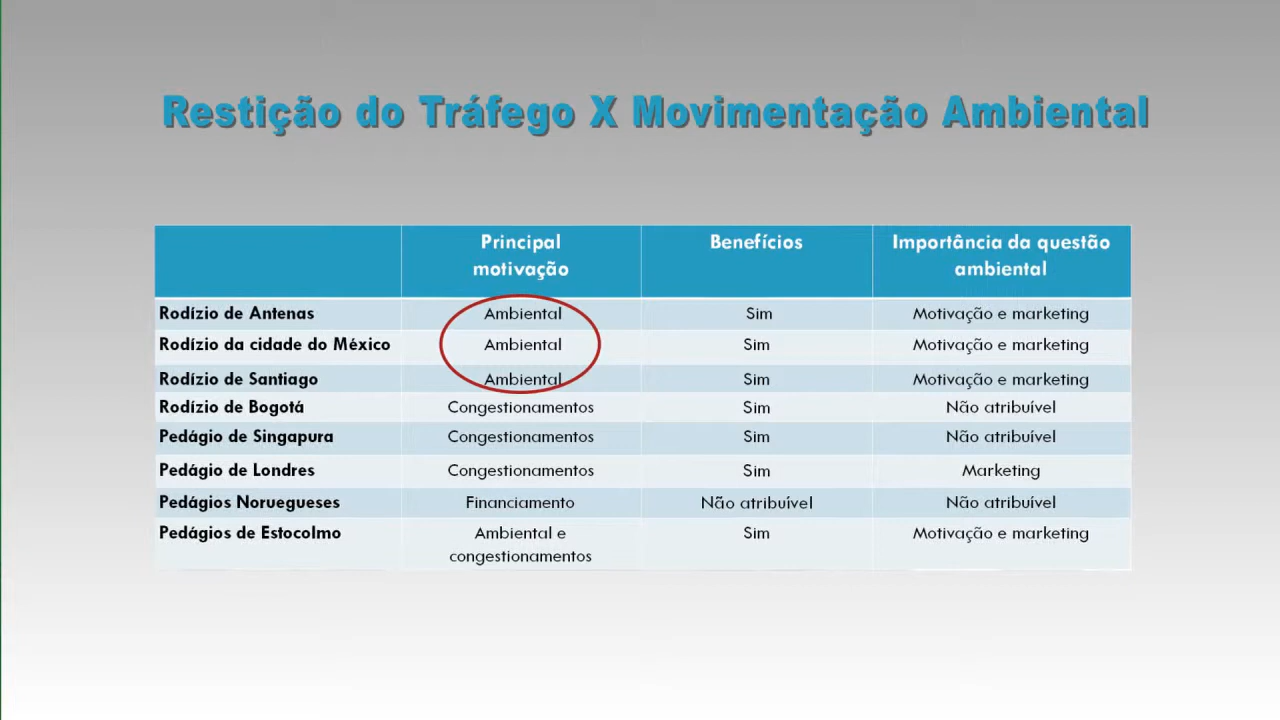 Restição do Tráfego X Movimentação Ambiental
Principal motivação Benefícios Importância da questão ambiental
Rodízio de Antenas Ambiental Sim Motivação e marketing
Rodízio da cidade do México Ambiental Sim Motivação e marketing
Rodízio de Santiago Ambiental Sim Motivação e marketing
Rodízio de Bogotá Congestionamentos Sim Não atribuível
Pedágio de Singapura Congestionamentos Sim Não atribuível
Pedágio de Londres Congestionamentos Sim Marketing
Pedágios Noruegueses Financiamento Não atribuível Não atribuível
Pedágios de Estocolmo Ambiental e congestionamentos Sim Motivação e marketing